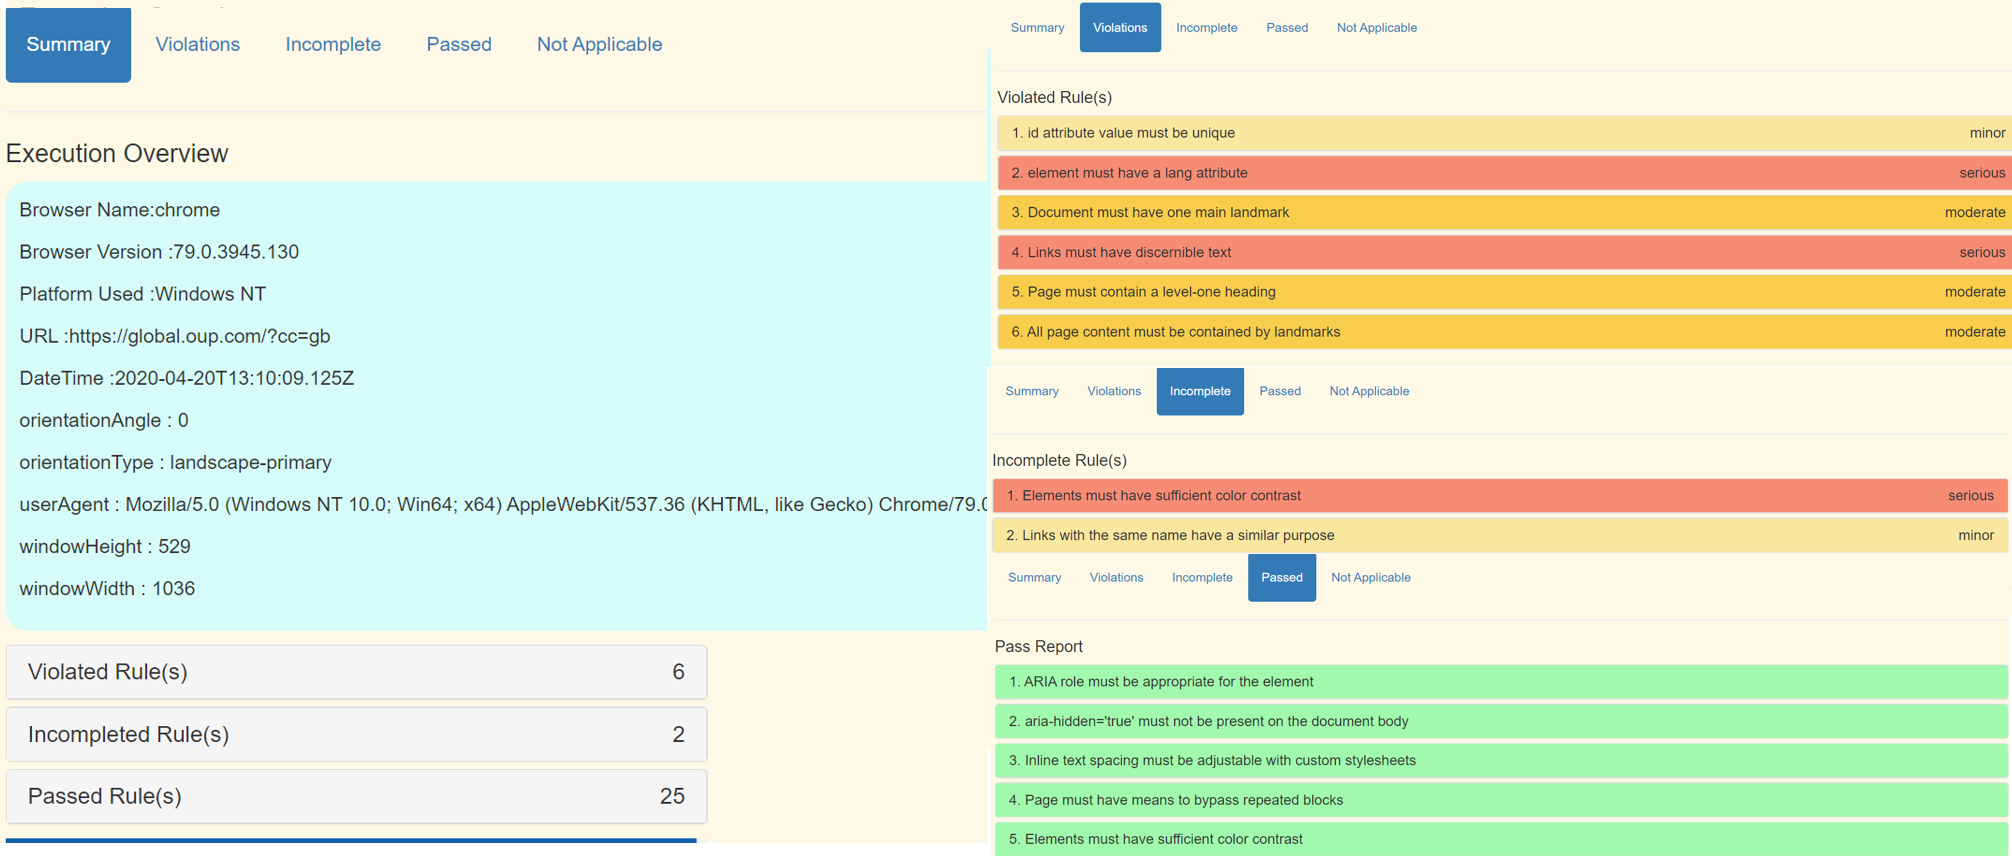 Summary Violations Incomplete Passed Not Applicable
Execution Overview
Browser Name:chrome
Browser Version :79.0.3945.130
Platform Used :Windows NT
URL :https://global.oup.com/?cc=gb
DateTime :2020-04-20T13:10:09.125Z
orientationAngle : 0
orientationType : landscape-primary
userAgent : Mozilla/5.0 (Windows NT 10.0; Win64; x64) AppleWebKit/537.36 (KHTML, like Gecko) Chrome/79.0
windowHeight : 529
windowWidth : 1036
Violated Rule(s) 6
Incompleted Rule(s) 2
Passed Rule(s) 25
Summary Violations Incomplete Passed Not Applicable
Violated Rule(s)
1. id attribute value must be unique minor
2. element must have a lang attribute serious
3. Document must have one main landmark moderate
4. Links must have discernible text serious
5. Page must contain a level-one heading moderate
6. All page content must be contained by landmarks moderate
Summary Violations Incomplete Passed Not Applicable
Incomplete Rule(s)
1. Elements must have sufficient color contrast serious
2. Links with the same name have a similar purpose minor
Summary Violations Incomplete Passed Not Applicable
Pass Report
1. ARIA role must be appropriate for the element
2. aria-hidden='true' must not be present on the document body
3. Inline text spacing must be adjustable with custom stylesheets
4. Page must have means to bypass repeated blocks
5. Elements must have sufficient color contrast